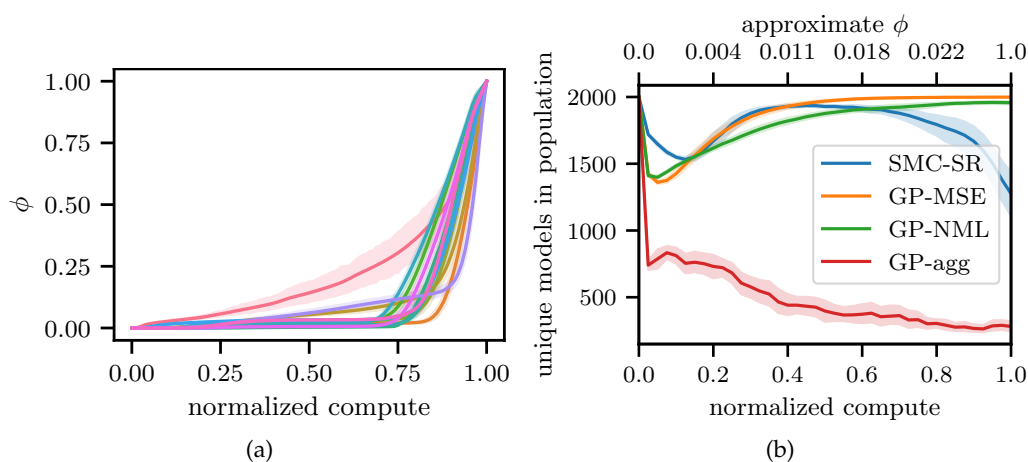 1.00
0.75
0.50
0.25
0.00
ϕ
0.00 0.25 0.50 0.75 1.00
normalized compute
(a)
approximate ϕ
0.0 0.004 0.011 0.018 0.022 1.0
unique models in population
2000
1500
1000
500
SMC-SR
GP-MSE
GP-NML
GP-agg
0.0 0.2 0.4 0.6 0.8 1.0
normalized compute
(b)